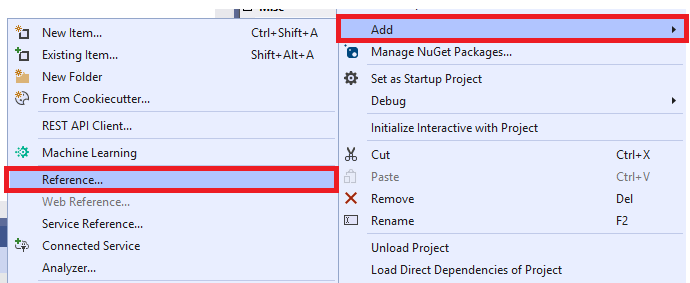 Misc
New Item... Ctrl+Shift+A
Existing Item... Shift+Alt+A
New Folder
From Cookiecutter...
REST API Client...
Machine Learning
Reference...
Web Reference...
Service Reference...
Connected Service
Analyzer...
Add
Manage NuGet Packages...
Set as Startup Project
Debug
Initialize Interactive with Project
Cut Ctrl+X
Paste Ctrl+V
Remove Del
Rename F2
Unload Project
Load Direct Dependencies of Project